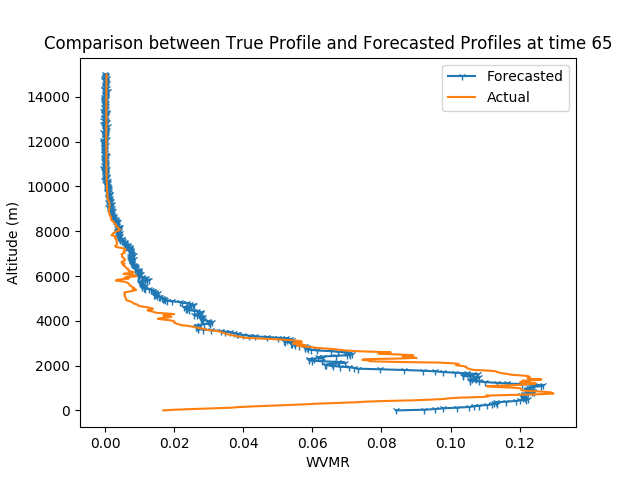 Comparison between True Profile and Forecasted Profiles at time 65
Forecasted
Actual
14000
12000
10000
8000
6000
4000
2000
0
Altitude (m)
0.00 0.02 0.04 0.06 0.08 0.10 0.12
WVMR